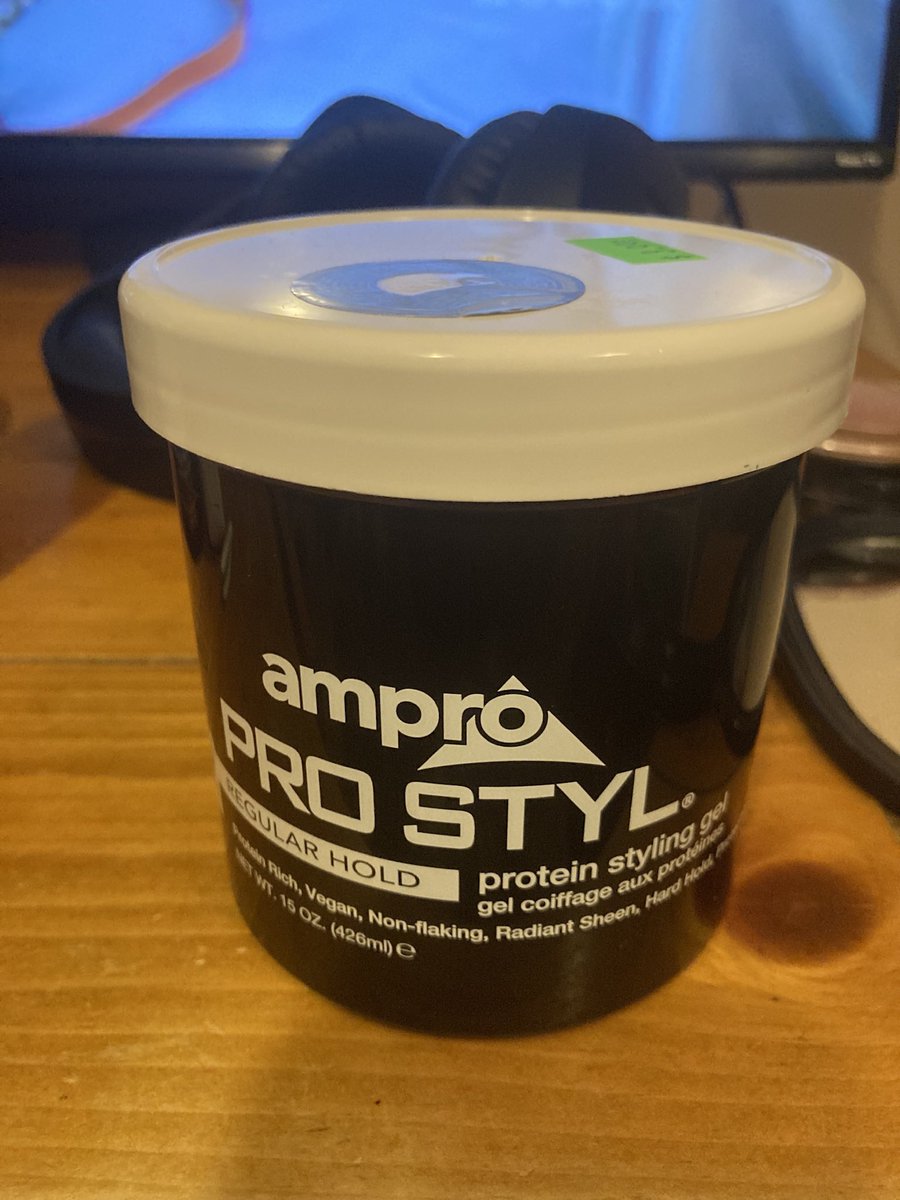 amprô
PRO STYL®
REGULAR HOLD
protein styling gel
gel coiffage aux protéines
Protein Rich, Vegan, Non-flaking, Radiant Sheen, Hard Hold,
NET WT. 15 OZ. (426ml) ℮